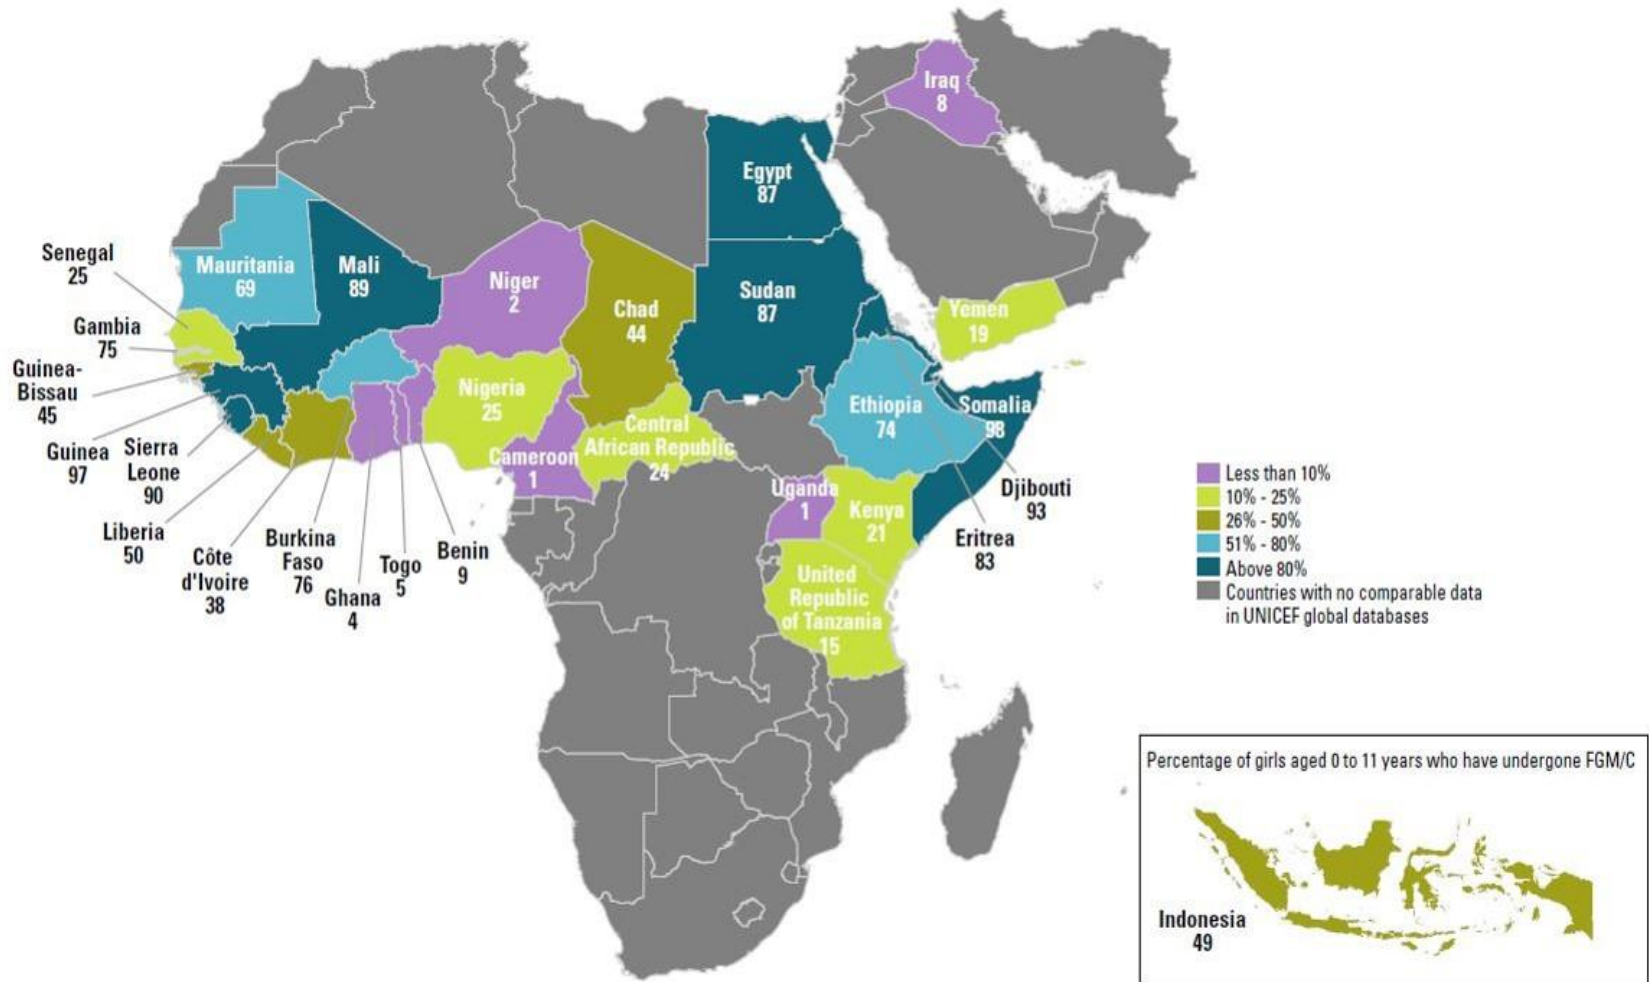 Iraq
8
Egypt
87
Senegal
25
Mauritania
69
Mali
89
Niger
2
Chad
44
Sudan
87
Yemen
19
Gambia
75
Guinea-
Bissau
45
Nigeria
25
Ethiopia
74
Somalia
98
Central
African Republic
24
Guinea
97
Sierra
Leone
90
Cameroon
1
Uganda
1
Kenya
21
Djibouti
93
Eritrea
83
Liberia
50
Côte
d'Ivoire
38
Burkina
Faso
76
Ghana
4
Togo
5
Benin
9
United
Republic
of Tanzania
15
Less than 10%
10% - 25%
26% - 50%
51% - 80%
Above 80%
Countries with no comparable data
in UNICEF global databases
Percentage of girls aged 0 to 11 years who have undergone FGM/C
Indonesia
49